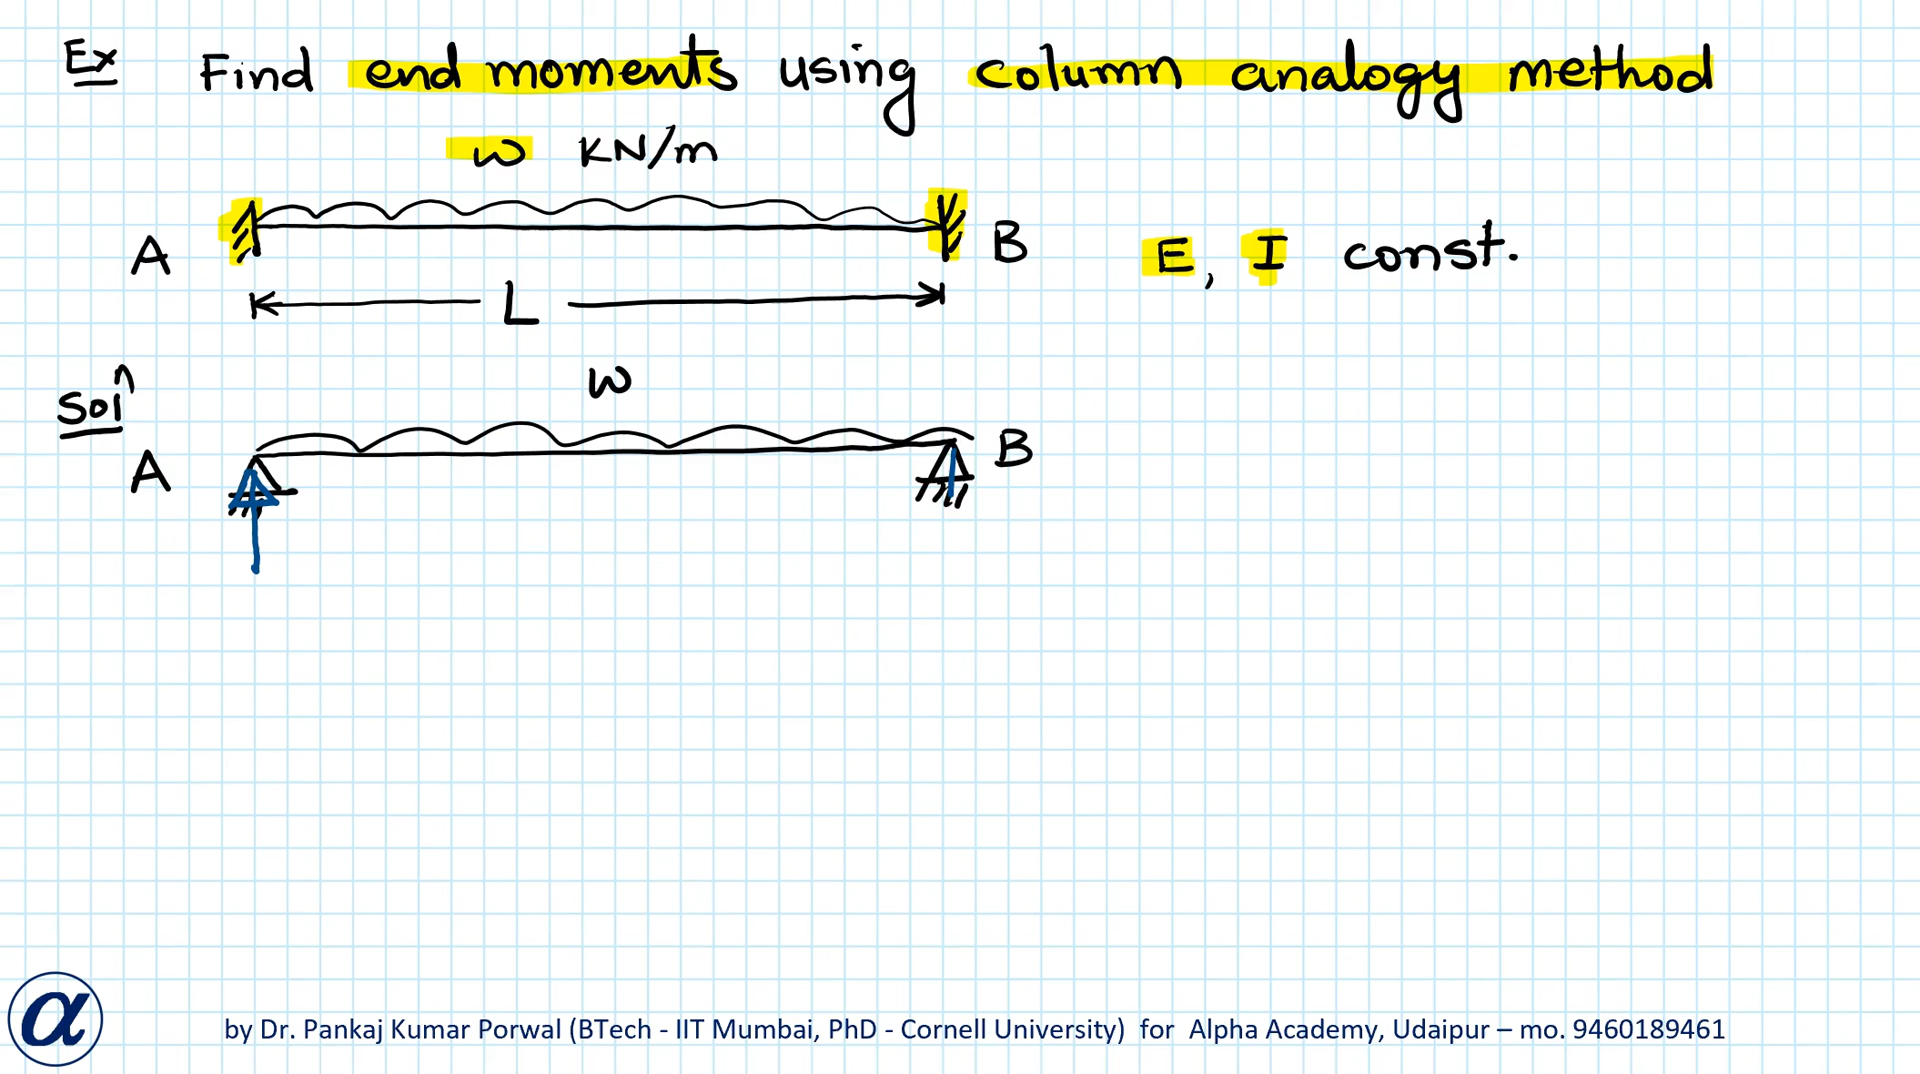 Ex Find end moments using column analogy method
w KN/m
A B E, I const.
L
Solⁿ w
A B
α by Dr. Pankaj Kumar Porwal (BTech - IIT Mumbai, PhD - Cornell University) for Alpha Academy, Udaipur – mo. 9460189461